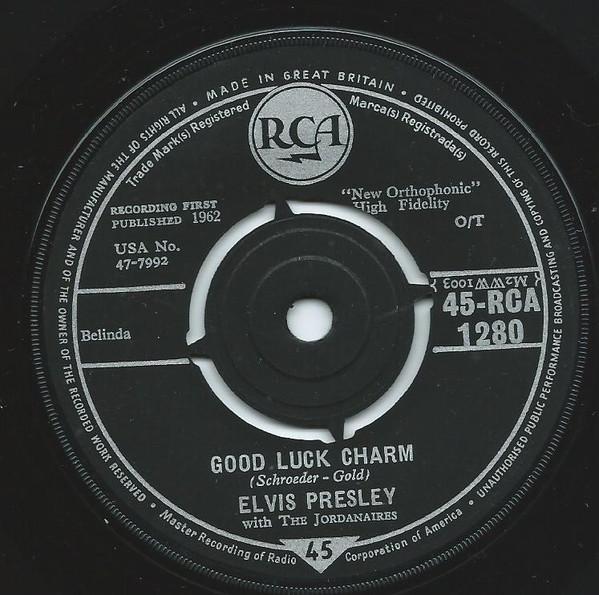 ALL RIGHTS OF THE MANUFACTURER AND OF THE OWNER OF THE RECORDED WORK RESERVED • MADE IN GREAT BRITAIN • UNAUTHORISED PUBLIC PERFORMANCE BROADCASTING AND COPYING OF THIS RECORD PROHIBITED •
Trade Mark(s) Registered
Marca(s) Registrada(s)
RCA
RECORDING FIRST
PUBLISHED 1962
USA No.
47-7992
"New Orthophonic"
High Fidelity
O/T
M2WW1003
45-RCA
1280
Belinda
GOOD LUCK CHARM
(Schroeder - Gold)
ELVIS PRESLEY
with THE JORDANAIRES
• Master Recording of Radio Corporation of America •
45